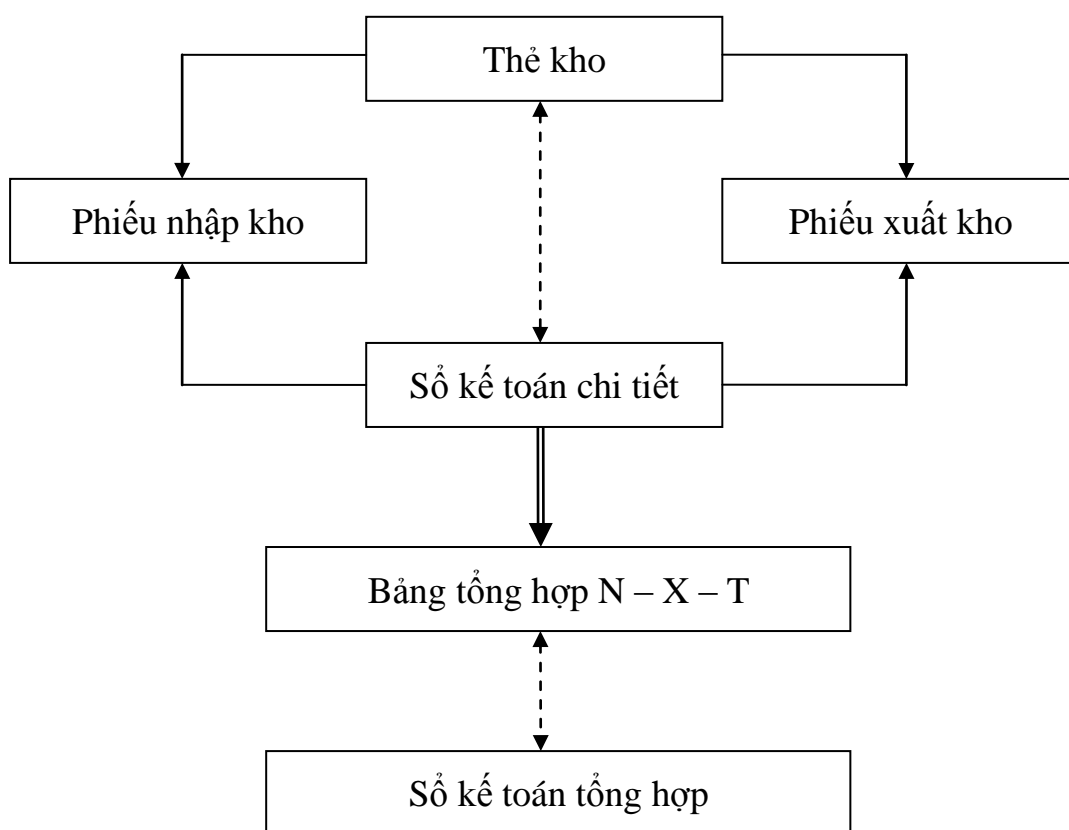 Thẻ kho
Phiếu nhập kho
Phiếu xuất kho
Sổ kế toán chi tiết
Bảng tổng hợp N – X – T
Sổ kế toán tổng hợp